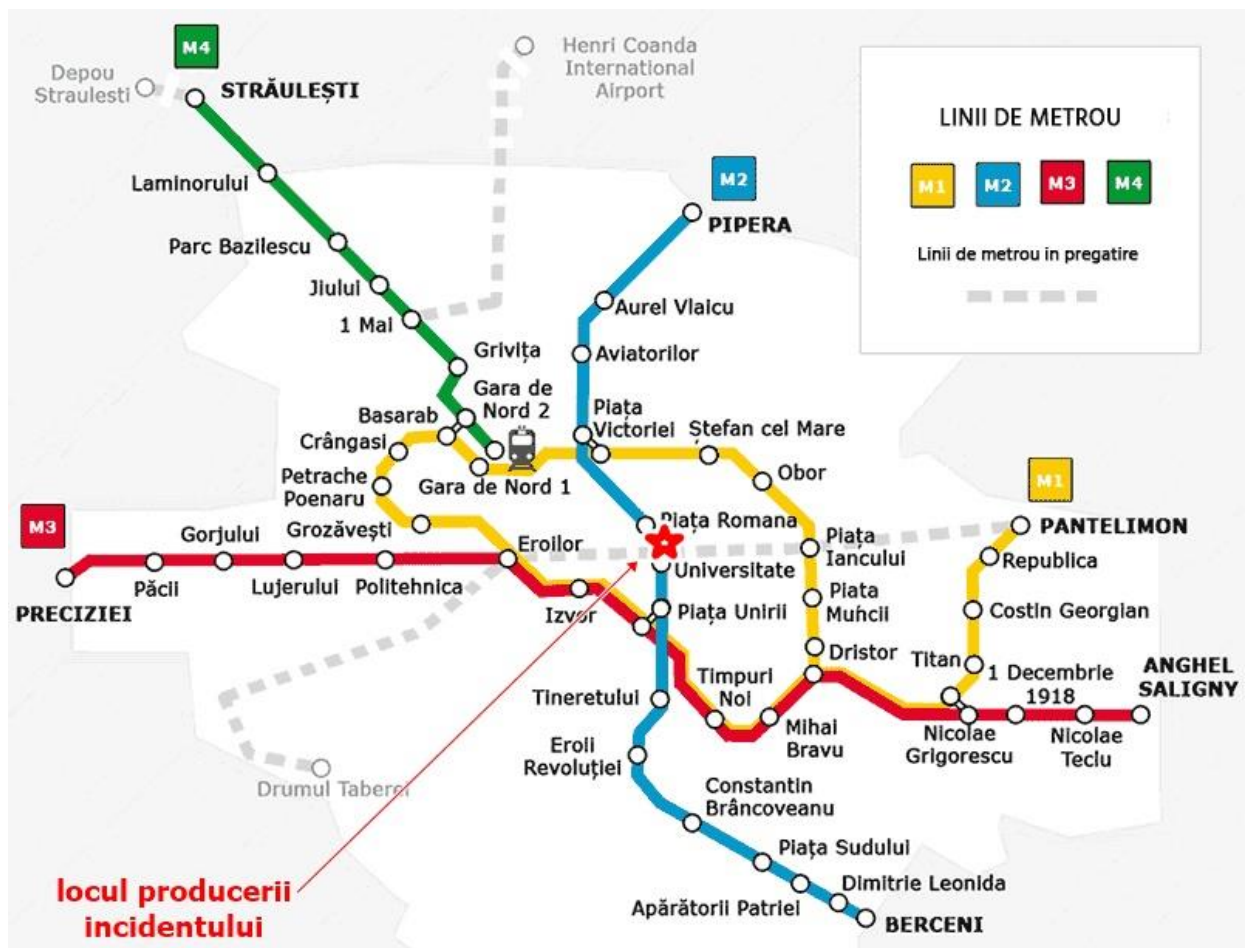 M4
Depou
Straulesti
STRĂULEȘTI
Henri Coanda
International
Airport
LINII DE METROU
M1
M2
M3
M4
Linii de metrou in pregatire
Laminorului
M2
PIPERA
Parc Bazilescu
Jiului
1 Mai
Aurel Vlaicu
Aviatorilor
Grivița
Gara de
Nord 2
Basarab
Crângasi
Piața
Victoriei
Ștefan cel Mare
Petrache
Poenaru
Gara de Nord 1
Obor
M1
M3
Gorjului
Grozăvești
Eroilor
Piața Romana
Piața
Iancului
PANTELIMON
Republica
PRECIZIEI
Păcii
Lujerului
Politehnica
Universitate
Izvor
Piața Unirii
Piata
Muncii
Costin Georgian
Dristor
Titan
1 Decembrie
1918
ANGHEL
SALIGNY
Tineretului
Timpuri
Noi
Mihai
Bravu
Nicolae
Grigorescu
Nicolae
Teclu
Eroii
Revoluției
Drumul Taberei
Constantin
Brâncoveanu
Piața Sudului
Dimitrie Leonida
Apărătorii Patriei
BERCENI
locul producerii
incidentului